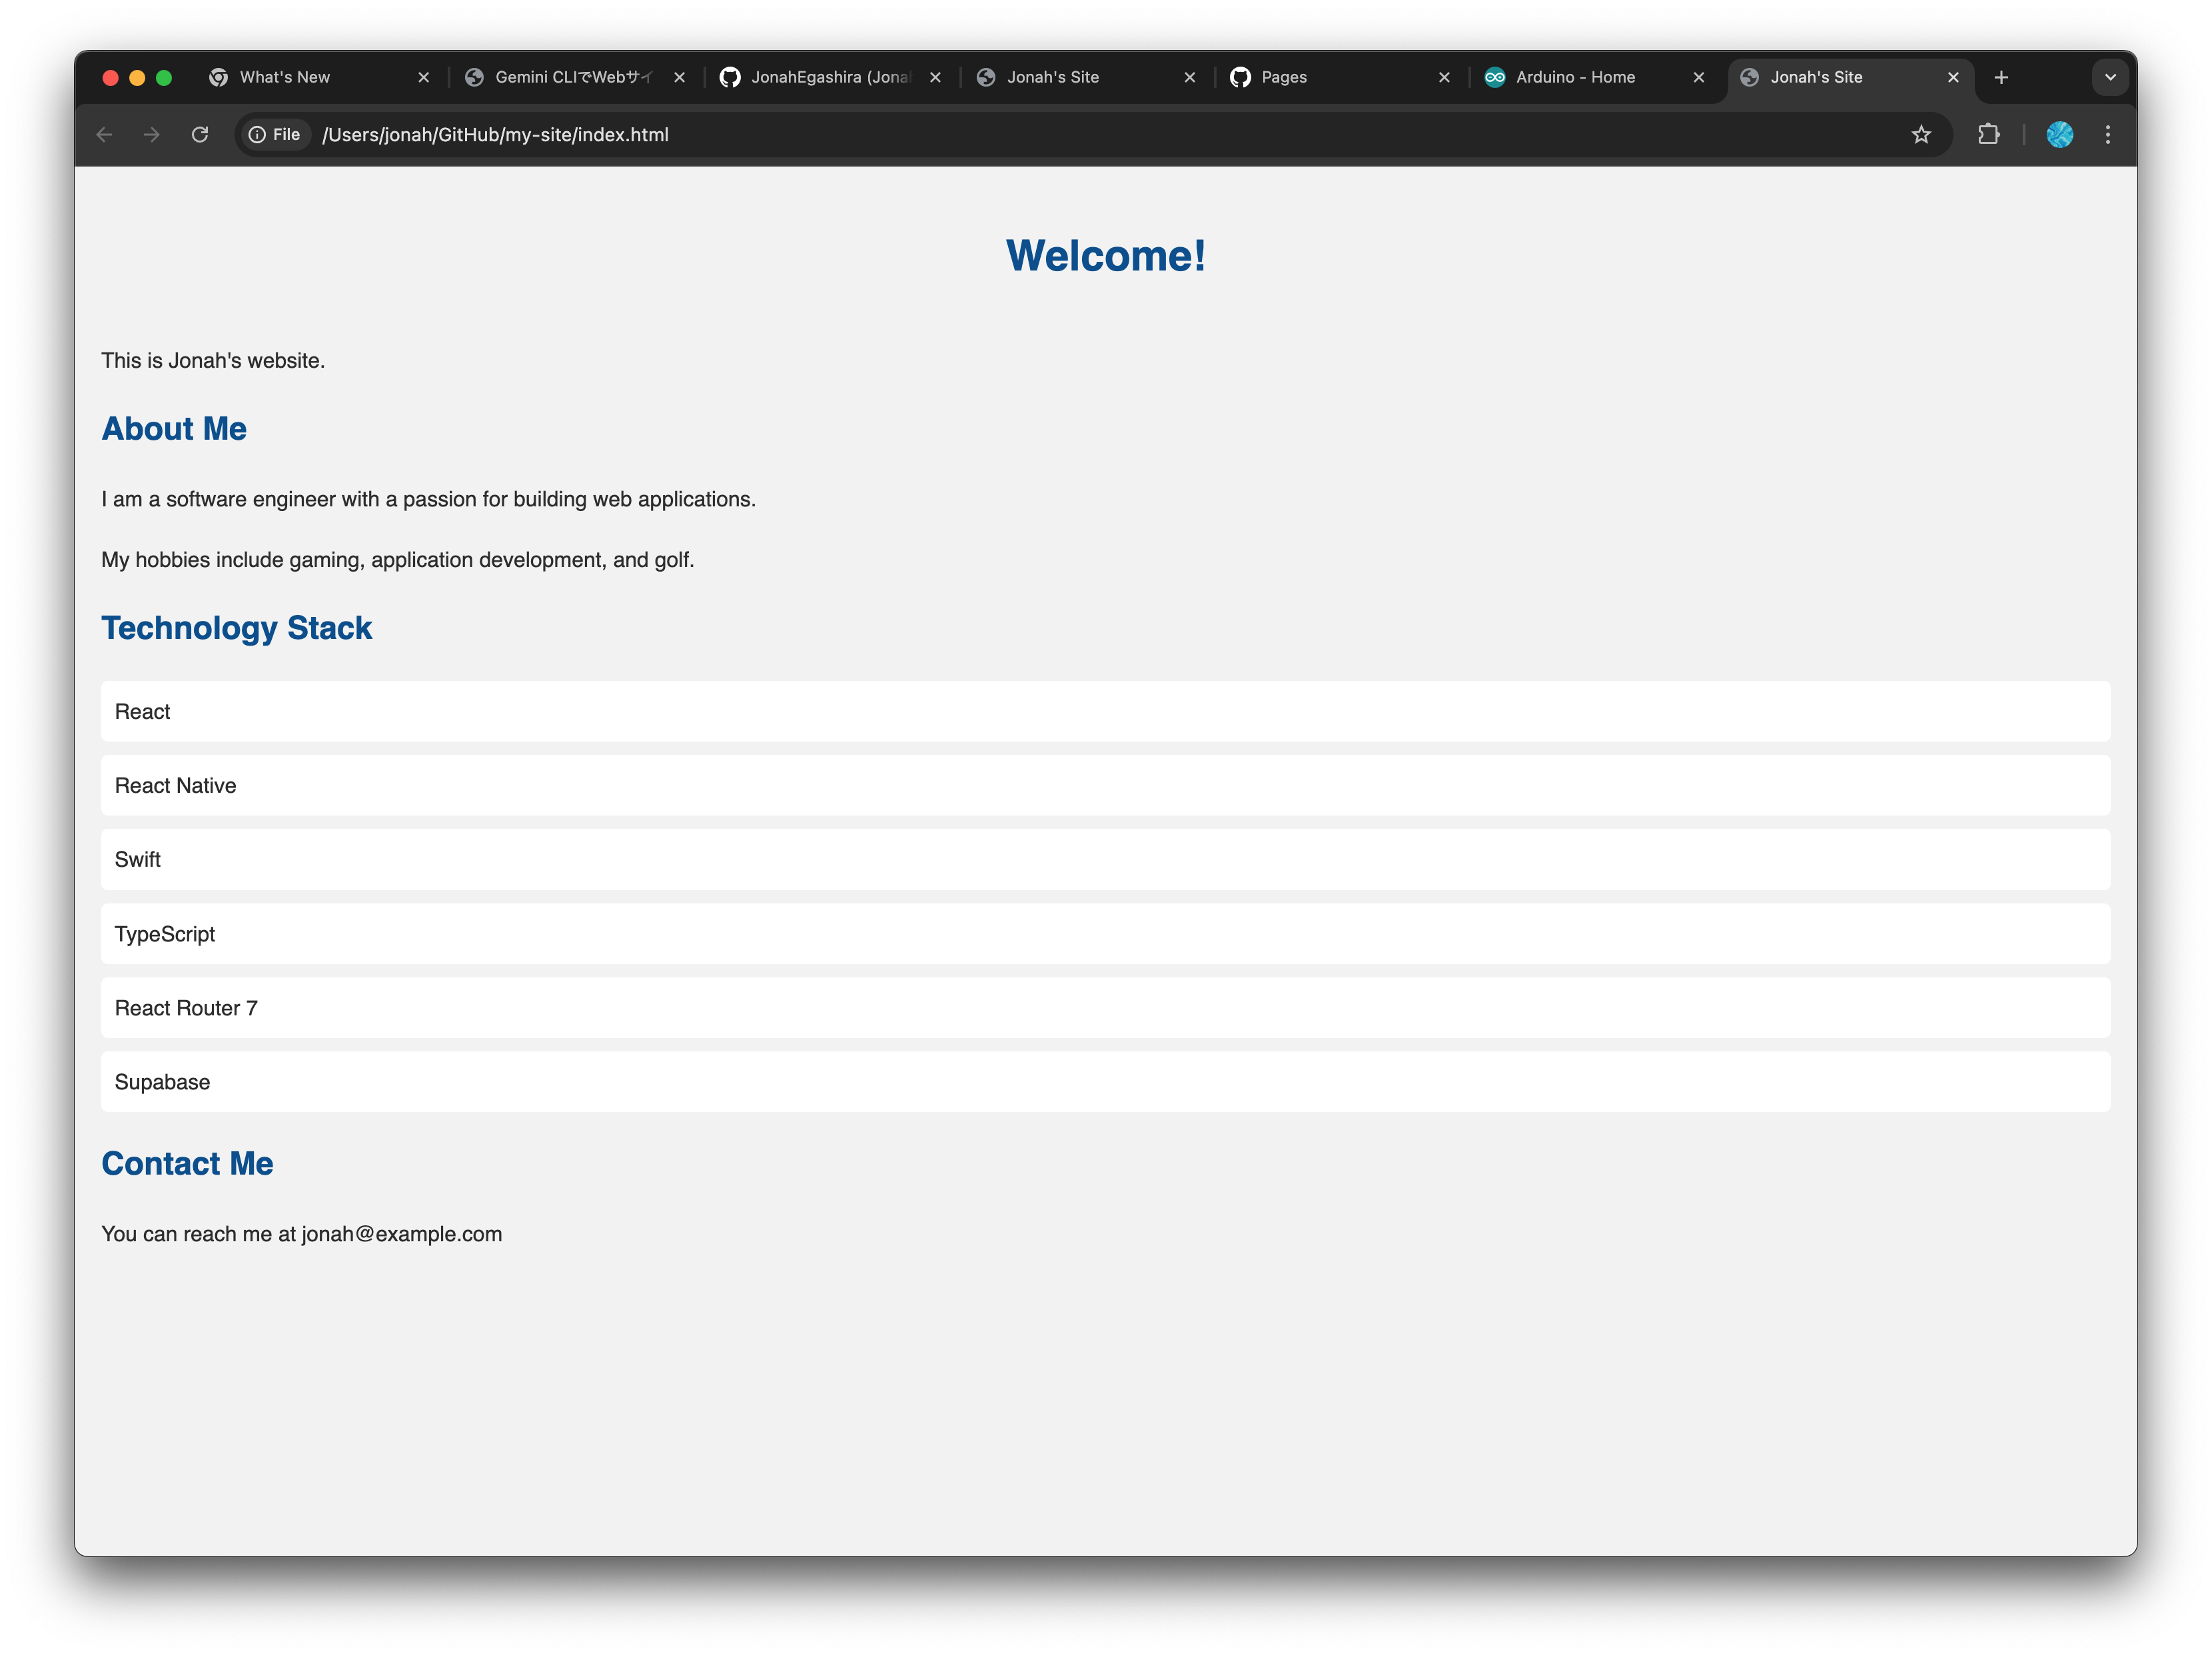 What's New
Gemini CLIでWebサイ
JonahEgashira (Jona
Jonah's Site
Pages
Arduino - Home
Jonah's Site
File
/Users/jonah/GitHub/my-site/index.html
Welcome!
This is Jonah's website.
About Me
I am a software engineer with a passion for building web applications.
My hobbies include gaming, application development, and golf.
Technology Stack
React
React Native
Swift
TypeScript
React Router 7
Supabase
Contact Me
You can reach me at jonah@example.com